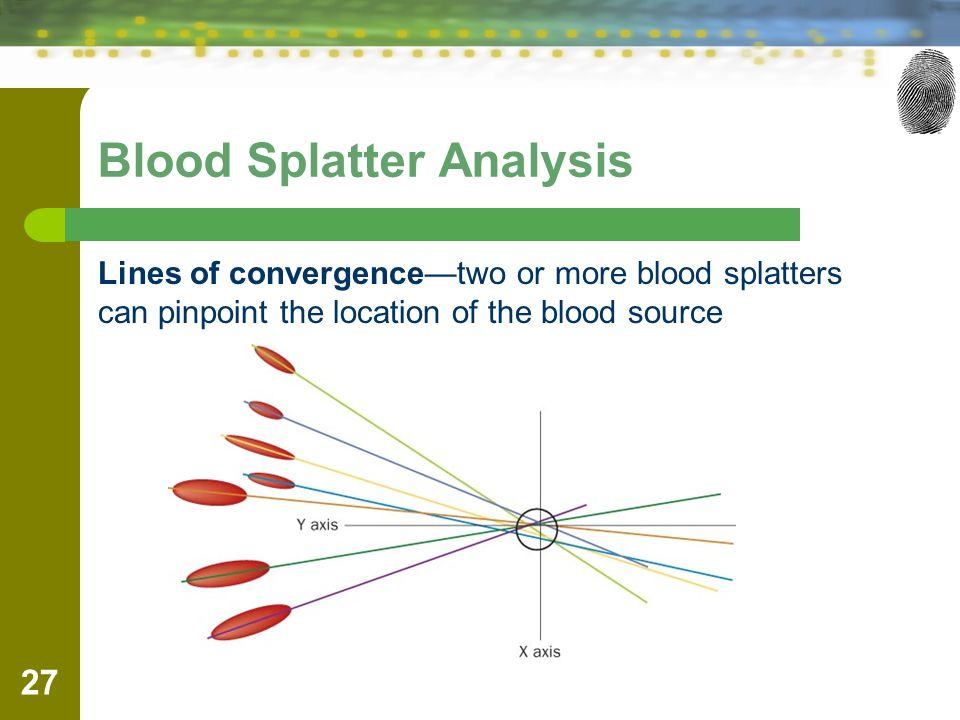 Blood Splatter Analysis
Lines of convergence—two or more blood splatters
can pinpoint the location of the blood source
Y axis
X axis
27